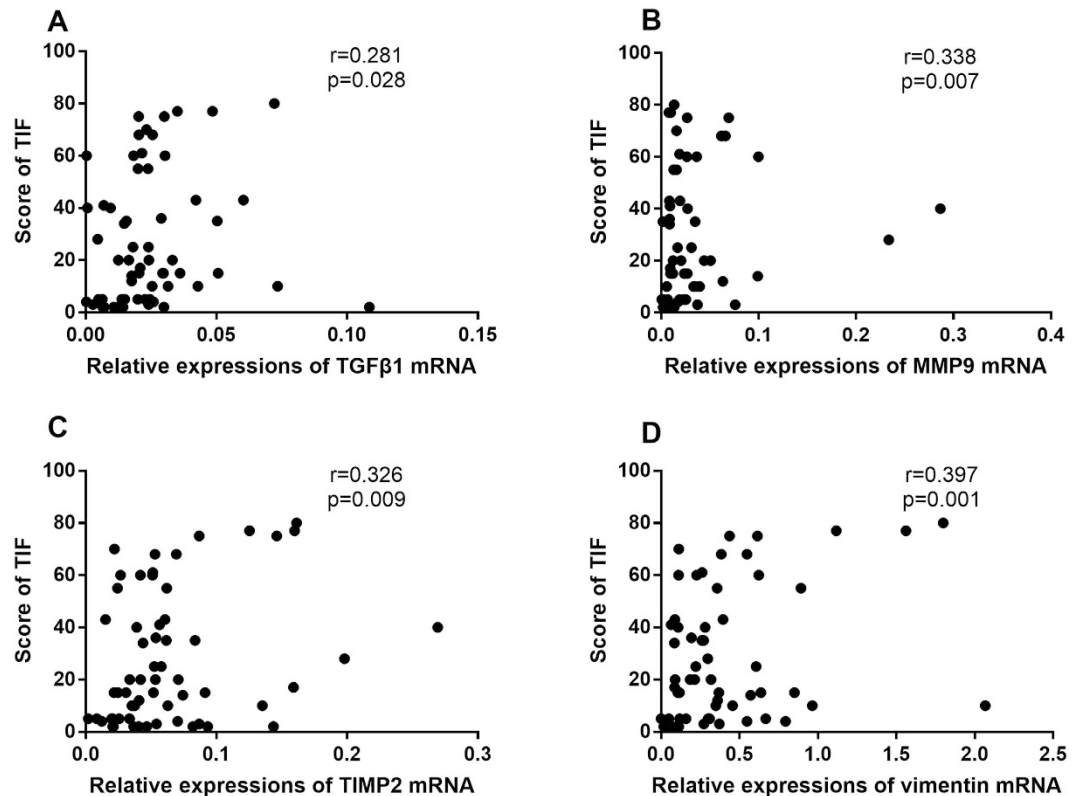 A
r=0.281
p=0.028
Score of TIF
100
80
60
40
20
0
0.00
0.05
0.10
0.15
Relative expressions of TGFβ1 mRNA
B
r=0.338
p=0.007
Score of TIF
100
80
60
40
20
0
0.0
0.1
0.2
0.3
0.4
Relative expressions of MMP9 mRNA
C
r=0.326
p=0.009
Score of TIF
100
80
60
40
20
0
0.0
0.1
0.2
0.3
Relative expressions of TIMP2 mRNA
D
r=0.397
p=0.001
Score of TIF
100
80
60
40
20
0
0.0
0.5
1.0
1.5
2.0
2.5
Relative expressions of vimentin mRNA